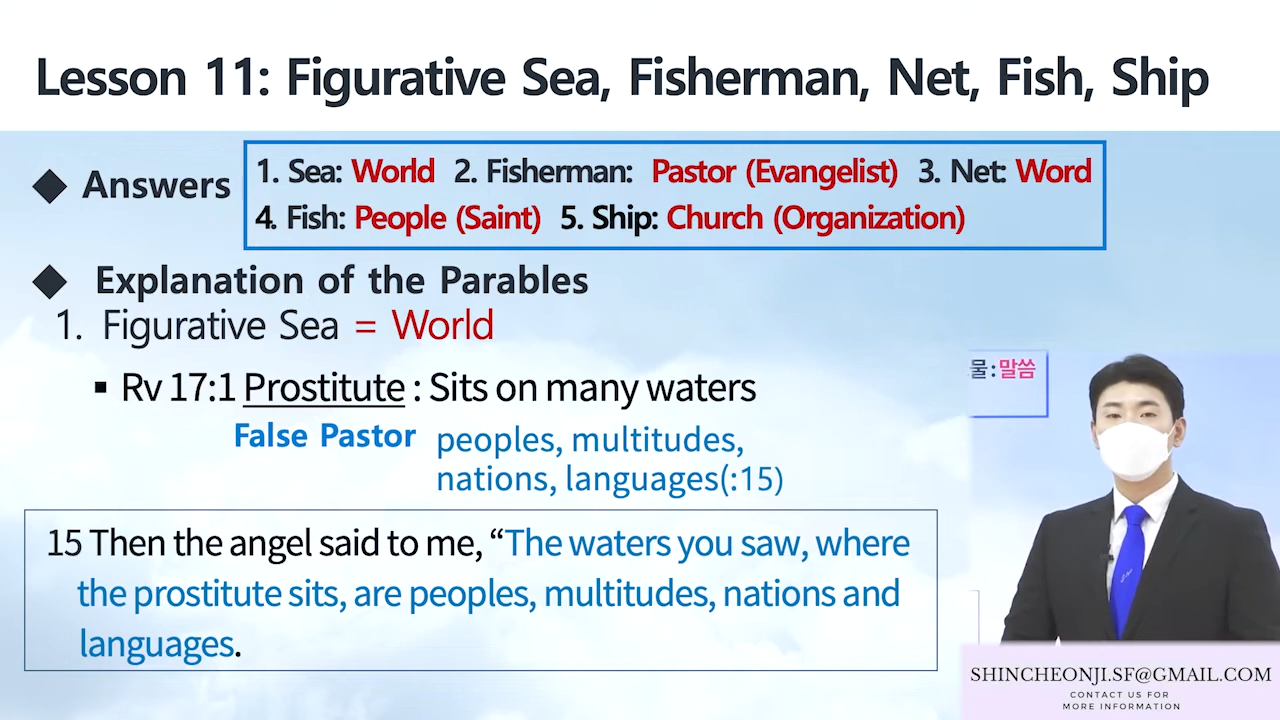 Lesson 11: Figurative Sea, Fisherman, Net, Fish, Ship
◆ Answers
1. Sea: World 2. Fisherman: Pastor (Evangelist) 3. Net: Word
4. Fish: People (Saint) 5. Ship: Church (Organization)
◆ Explanation of the Parables
1. Figurative Sea = World
▪ Rv 17:1 Prostitute : Sits on many waters
False Pastor peoples, multitudes,
nations, languages(:15)
15 Then the angel said to me, “The waters you saw, where
the prostitute sits, are peoples, multitudes, nations and
languages.
물:말씀
SHINCHEONJI.SF@GMAIL.COM
CONTACT US FOR
MORE INFORMATION